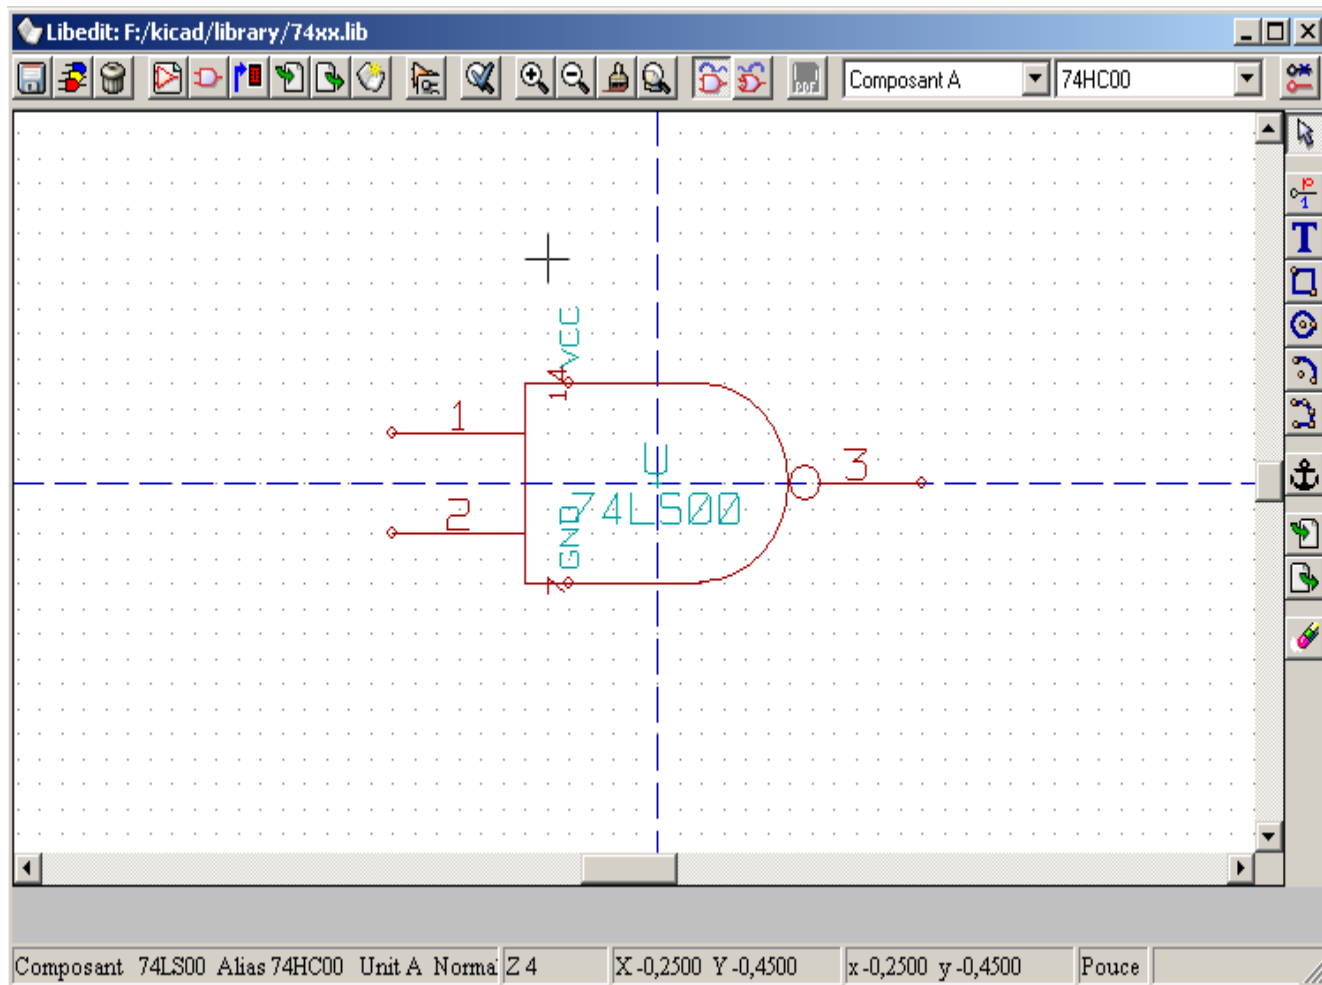 Libedit: F:/kicad/library/74xx.lib
Composant A 74HC00
VCC
14
1
U
3
74LS00
2
GND
7
Composant 74LS00 Alias 74HC00 Unit A Norma Z 4 X -0,2500 Y -0,4500 x -0,2500 y -0,4500 Pouce